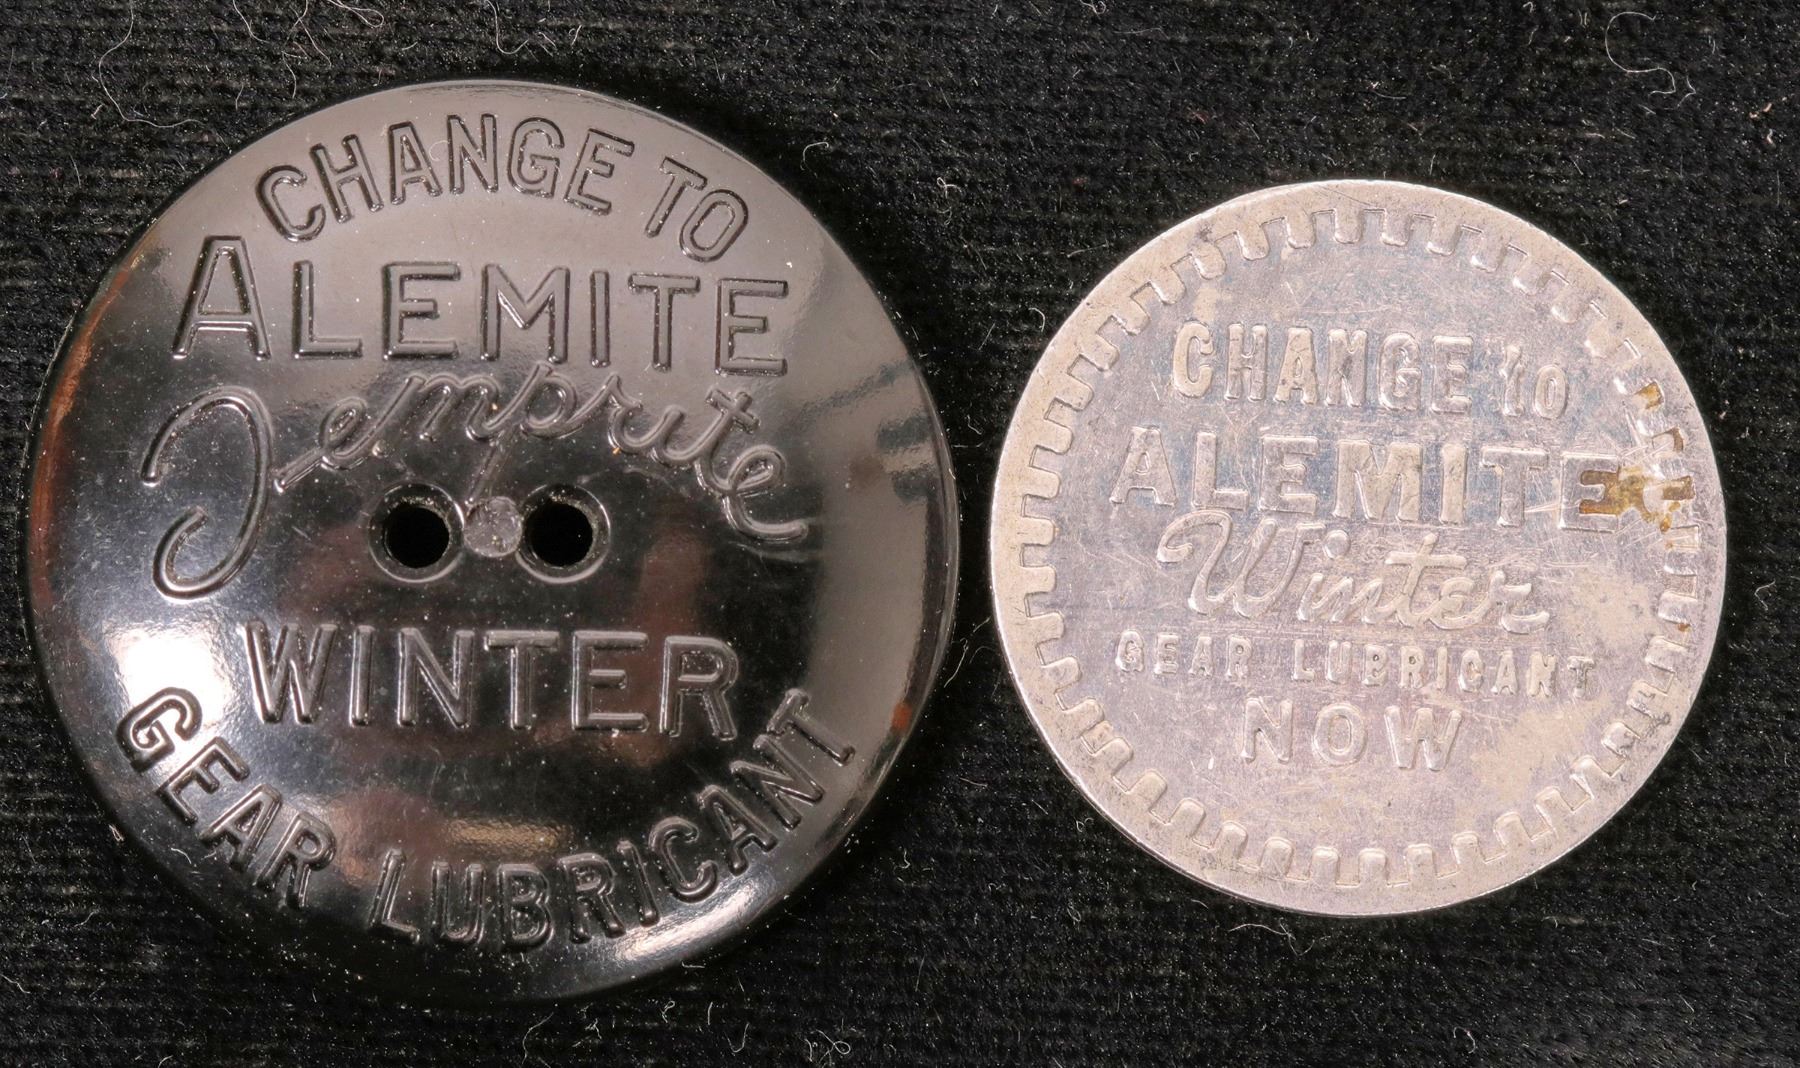 CHANGE TO
ALEMITE
Temprite
WINTER
GEAR LUBRICANT
CHANGE to
ALEMITE
Winter
GEAR LUBRICANT
NOW